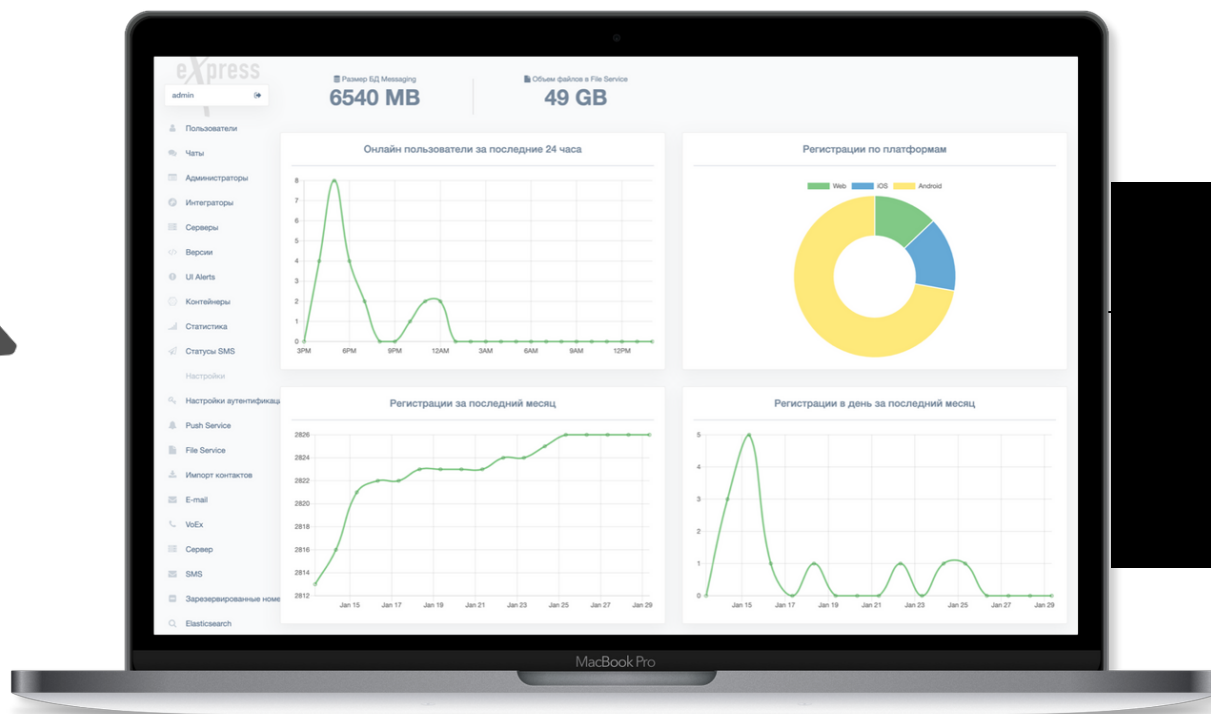 eXpress
admin
Размер БД Messaging
6540 MB
Объем файлов в File Service
49 GB
Пользователи
Чаты
Администраторы
Интеграторы
Серверы
Версии
UI Alerts
Контейнеры
Статистика
Статусы SMS
Настройки
Настройки аутентификац
Push Service
File Service
Импорт контактов
E-mail
VoEx
Сервер
SMS
Зарезервированные номе
Elasticsearch
Онлайн пользователи за последние 24 часа
8
7
6
5
4
3
2
1
0
3PM 6PM 9PM 12AM 3AM 6AM 9AM 12PM
Регистрации по платформам
Web iOS Android
Регистрации за последний месяц
2826
2824
2822
2820
2818
2816
2814
2812
Jan 15 Jan 17 Jan 19 Jan 21 Jan 23 Jan 25 Jan 27 Jan 29
Регистрации в день за последний месяц
5
4
3
2
1
0
Jan 15 Jan 17 Jan 19 Jan 21 Jan 23 Jan 25 Jan 27 Jan 29
MacBook Pro